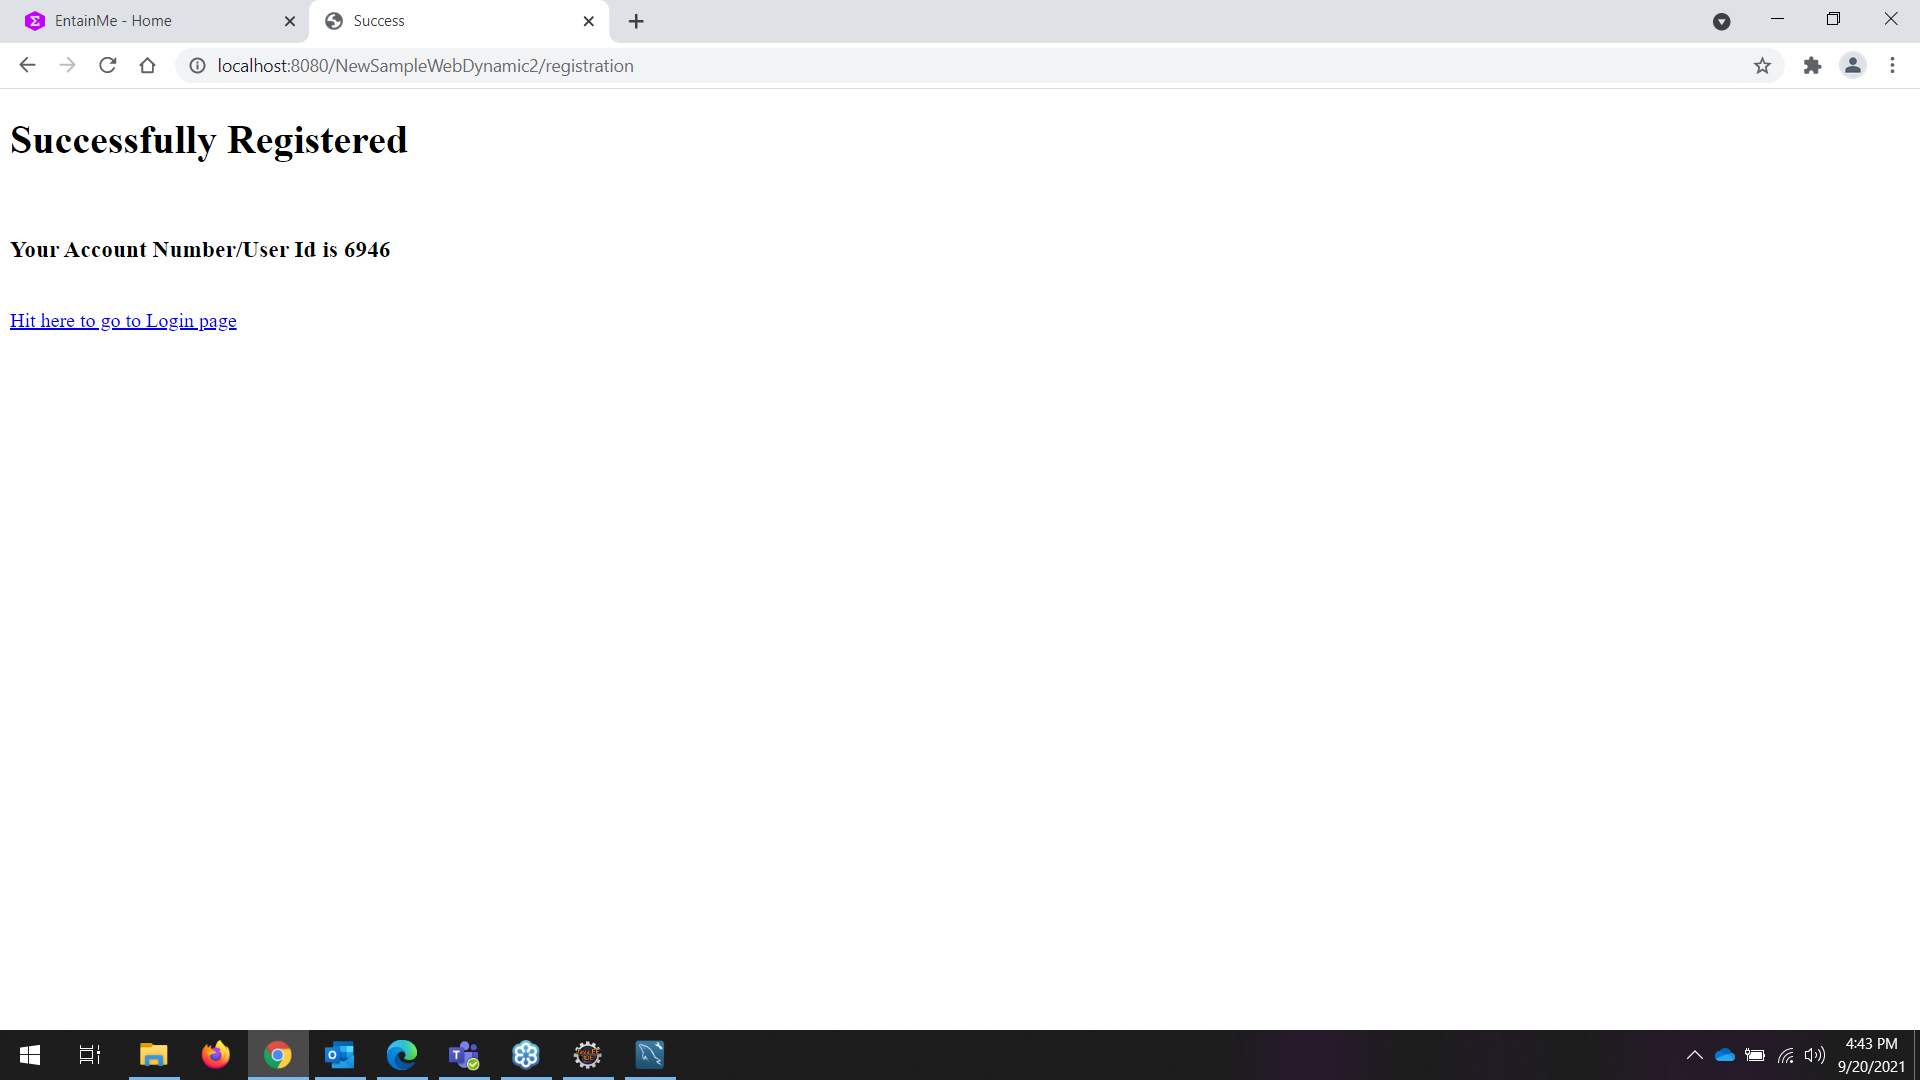 EntainMe - Home
Success
localhost:8080/NewSampleWebDynamic2/registration
Successfully Registered
Your Account Number/User Id is 6946
Hit here to go to Login page
4:43 PM
9/20/2021